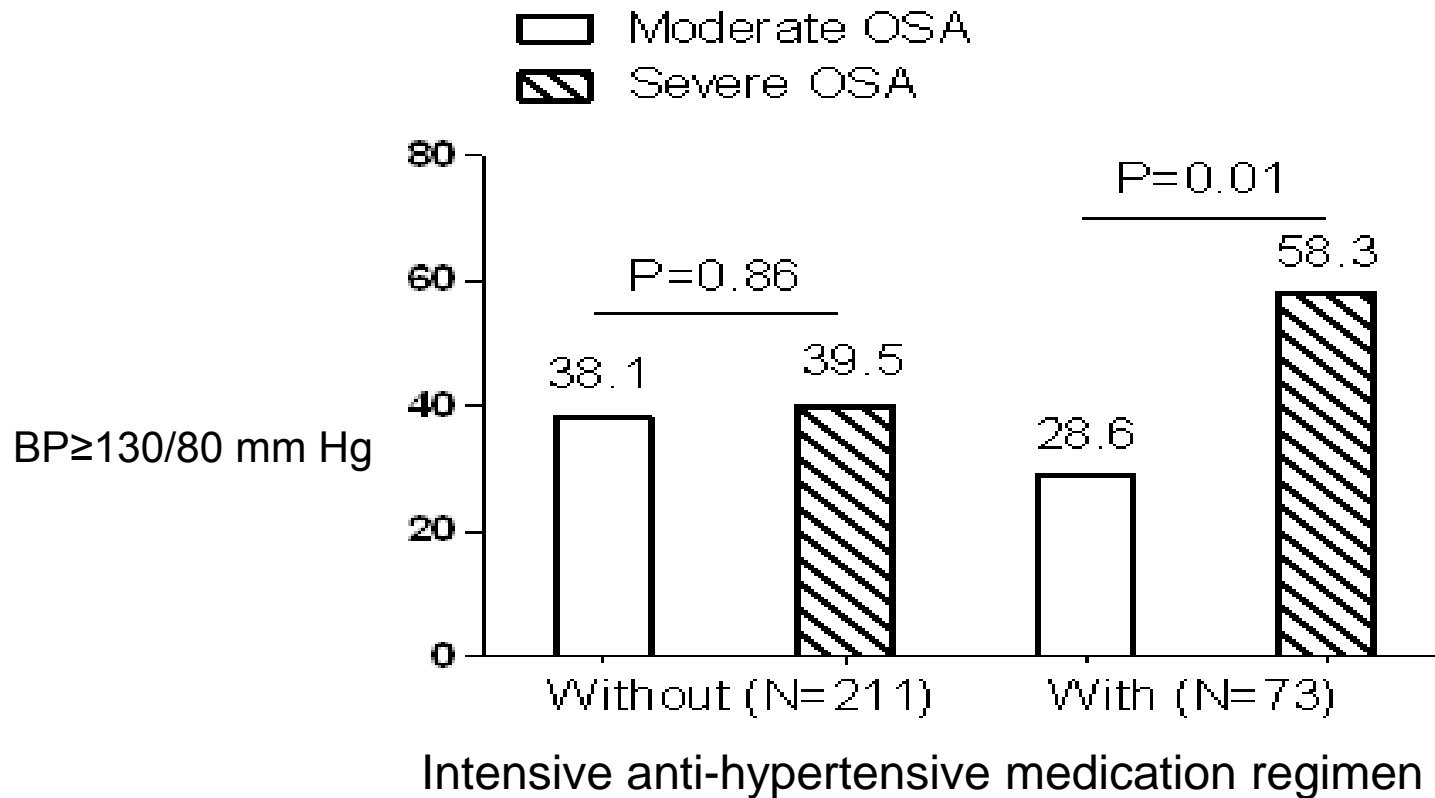 Moderate OSA
Severe OSA
80
P=0.01
58.3
60
P=0.86
38.1
39.5
40
28.6
BP≥130/80 mm Hg
20
0
Without (N=211)
With (N=73)
Intensive anti-hypertensive medication regimen